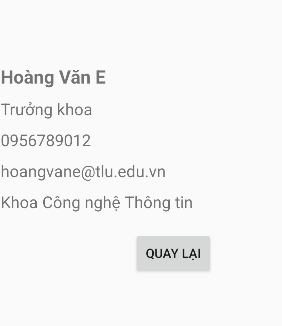 Hoàng Văn E
Trưởng khoa
0956789012
hoangvane@tlu.edu.vn
Khoa Công nghệ Thông tin
QUAY LẠI